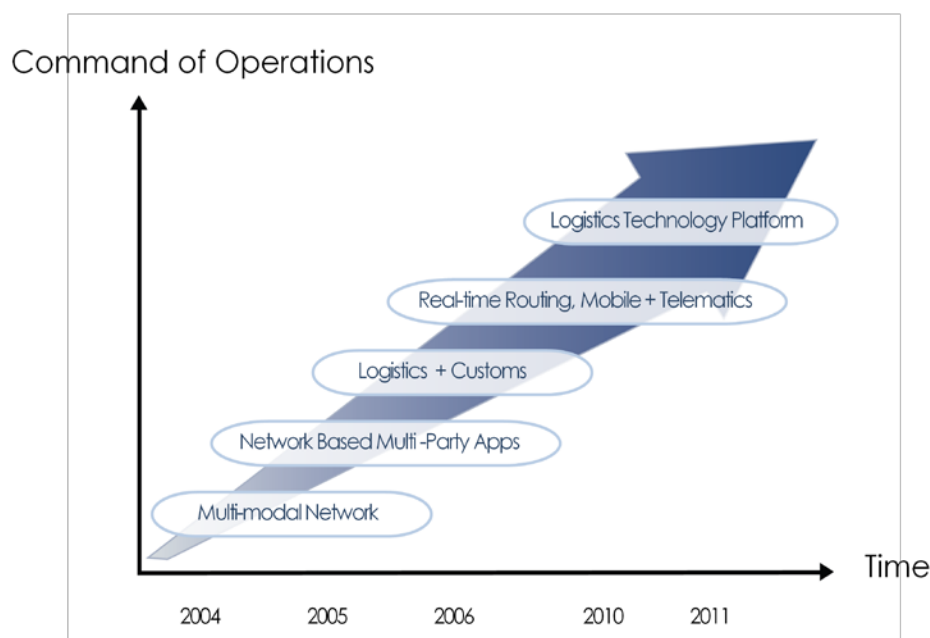 Command of Operations
Logistics Technology Platform
Real-time Routing, Mobile + Telematics
Logistics + Customs
Network Based Multi-Party Apps
Multi-modal Network
Time
2004 2005 2006 2010 2011